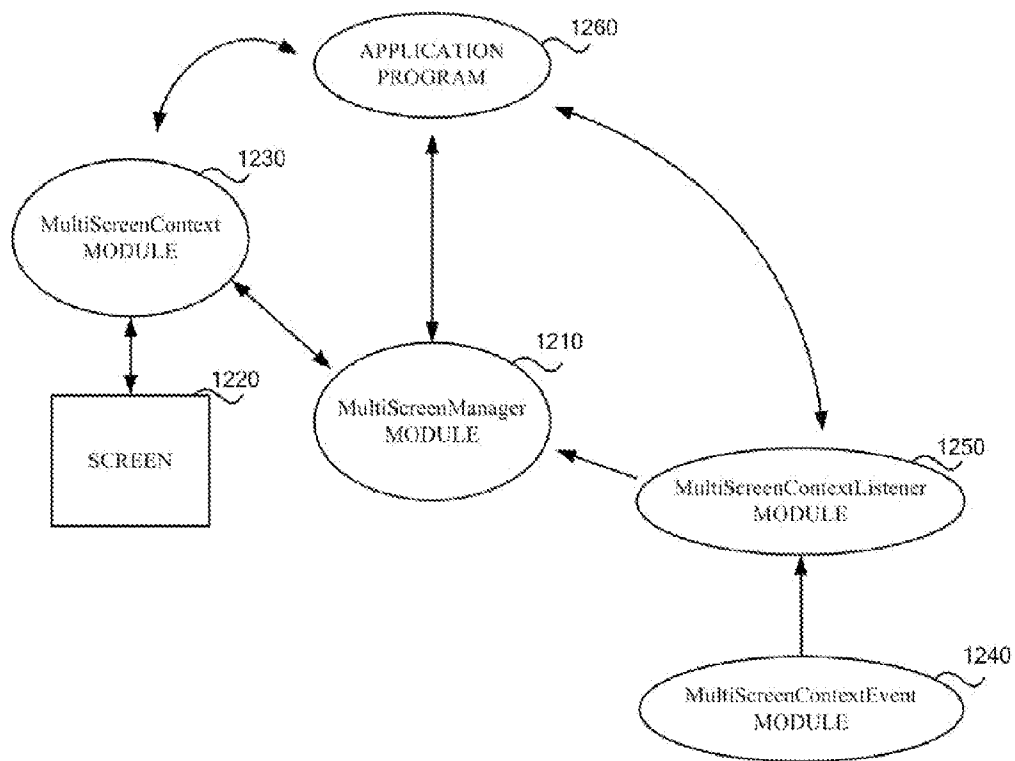 1260
APPLICATION
PROGRAM
1230
MultiScreenContext
MODULE
1220
SCREEN
1210
MultiScreenManager
MODULE
1250
MultiScreenContextListener
MODULE
1240
MultiScreenContextEvent
MODULE